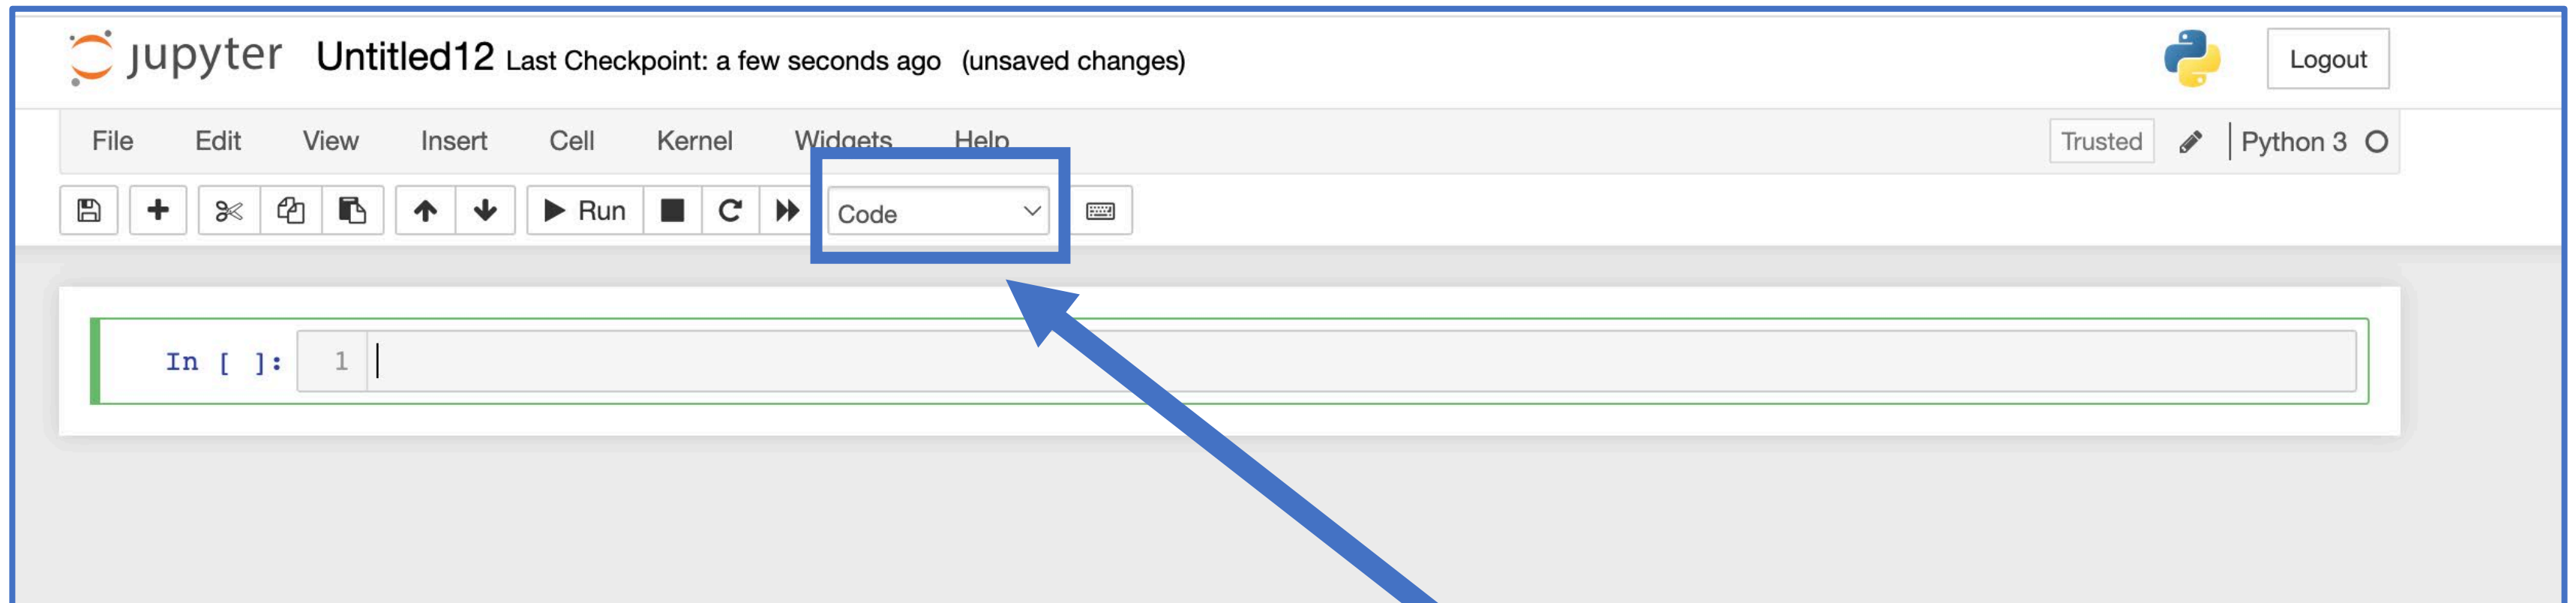 jupyter Untitled12 Last Checkpoint: a few seconds ago (unsaved changes) Logout
File Edit View Insert Cell Kernel Widgets Help Trusted Python 3
Run Code
In [ ]: 1